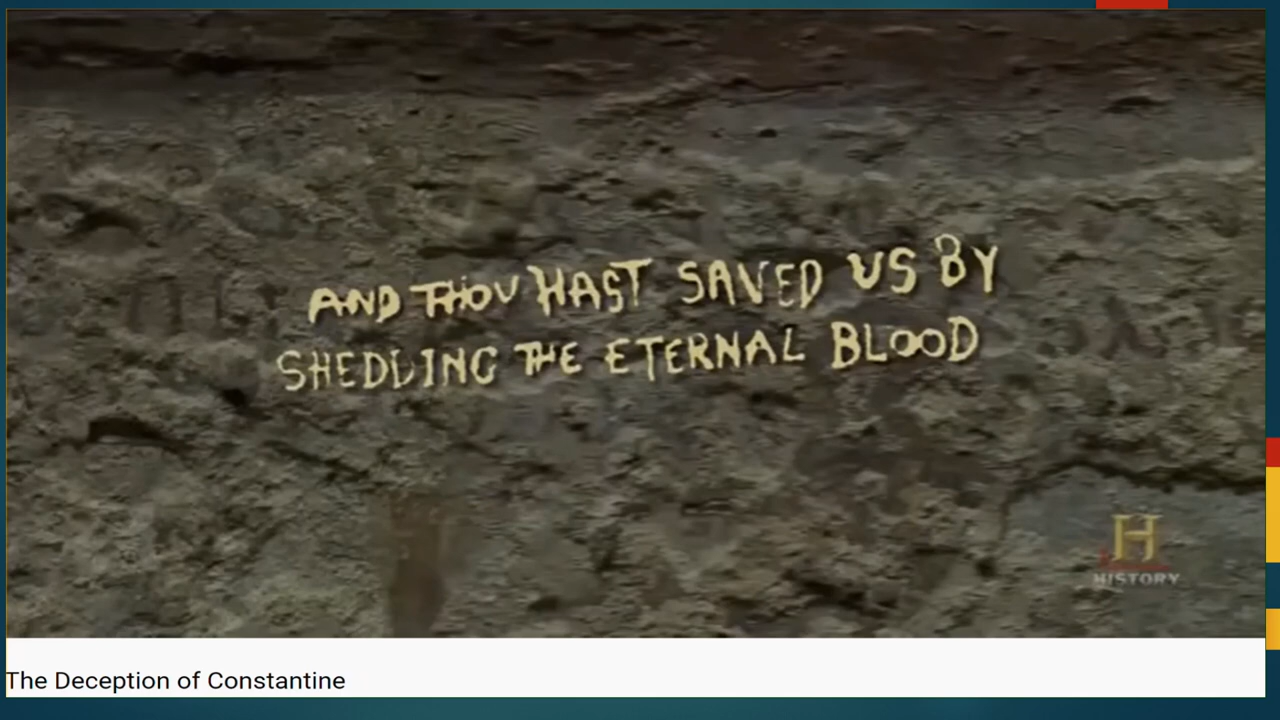 AND THOU HAST SAVED US BY
SHEDDING THE ETERNAL BLOOD
H
HISTORY
The Deception of Constantine